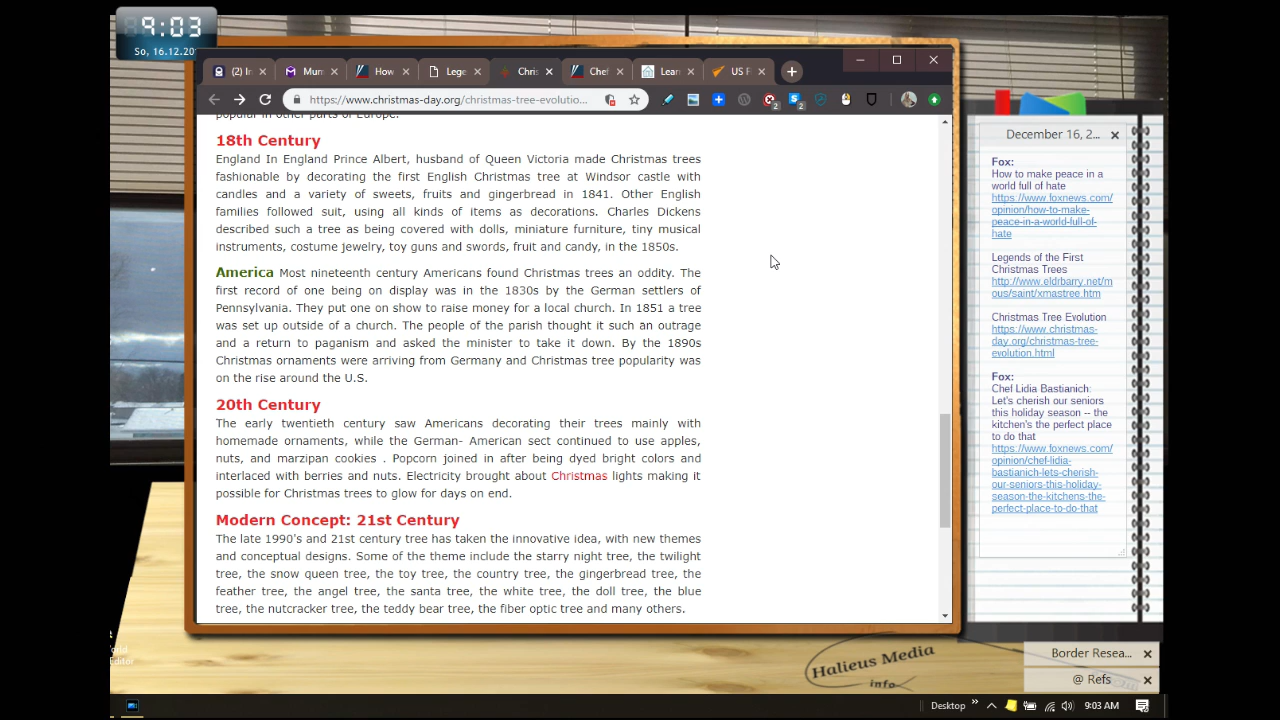 9:03
So, 16.12.20
(2) In
Mur
How
Lege
Chris
Chef
Learn
US F
https://www.christmas-day.org/christmas-tree-evolutio...
2
2
popular in other parts of Europe.
18th Century
England In England Prince Albert, husband of Queen Victoria made Christmas trees
fashionable by decorating the first English Christmas tree at Windsor castle with
candles and a variety of sweets, fruits and gingerbread in 1841. Other English
families followed suit, using all kinds of items as decorations. Charles Dickens
described such a tree as being covered with dolls, miniature furniture, tiny musical
instruments, costume jewelry, toy guns and swords, fruit and candy, in the 1850s.
America Most nineteenth century Americans found Christmas trees an oddity. The
first record of one being on display was in the 1830s by the German settlers of
Pennsylvania. They put one on show to raise money for a local church. In 1851 a tree
was set up outside of a church. The people of the parish thought it such an outrage
and a return to paganism and asked the minister to take it down. By the 1890s
Christmas ornaments were arriving from Germany and Christmas tree popularity was
on the rise around the U.S.
20th Century
The early twentieth century saw Americans decorating their trees mainly with
homemade ornaments, while the German- American sect continued to use apples,
nuts, and marzipan cookies . Popcorn joined in after being dyed bright colors and
interlaced with berries and nuts. Electricity brought about Christmas lights making it
possible for Christmas trees to glow for days on end.
Modern Concept: 21st Century
The late 1990's and 21st century tree has taken the innovative idea, with new themes
and conceptual designs. Some of the theme include the starry night tree, the twilight
tree, the snow queen tree, the toy tree, the country tree, the gingerbread tree, the
feather tree, the angel tree, the santa tree, the white tree, the doll tree, the blue
tree, the nutcracker tree, the teddy bear tree, the fiber optic tree and many others.
December 16, 2...
Fox:
How to make peace in a
world full of hate
https://www.foxnews.com/
opinion/how-to-make-
peace-in-a-world-full-of-
hate
Legends of the First
Christmas Trees
http://www.eldrbarry.net/m
ous/saint/xmastree.htm
Christmas Tree Evolution
https://www.christmas-
day.org/christmas-tree-
evolution.html
Fox:
Chef Lidia Bastianich:
Let's cherish our seniors
this holiday season -- the
kitchen's the perfect place
to do that
https://www.foxnews.com/
opinion/chef-lidia-
bastianich-lets-cherish-
our-seniors-this-holiday-
season-the-kitchens-the-
perfect-place-to-do-that
Halieus Media
info
Border Resea...
@ Refs
orld
Editor
Desktop
9:03 AM